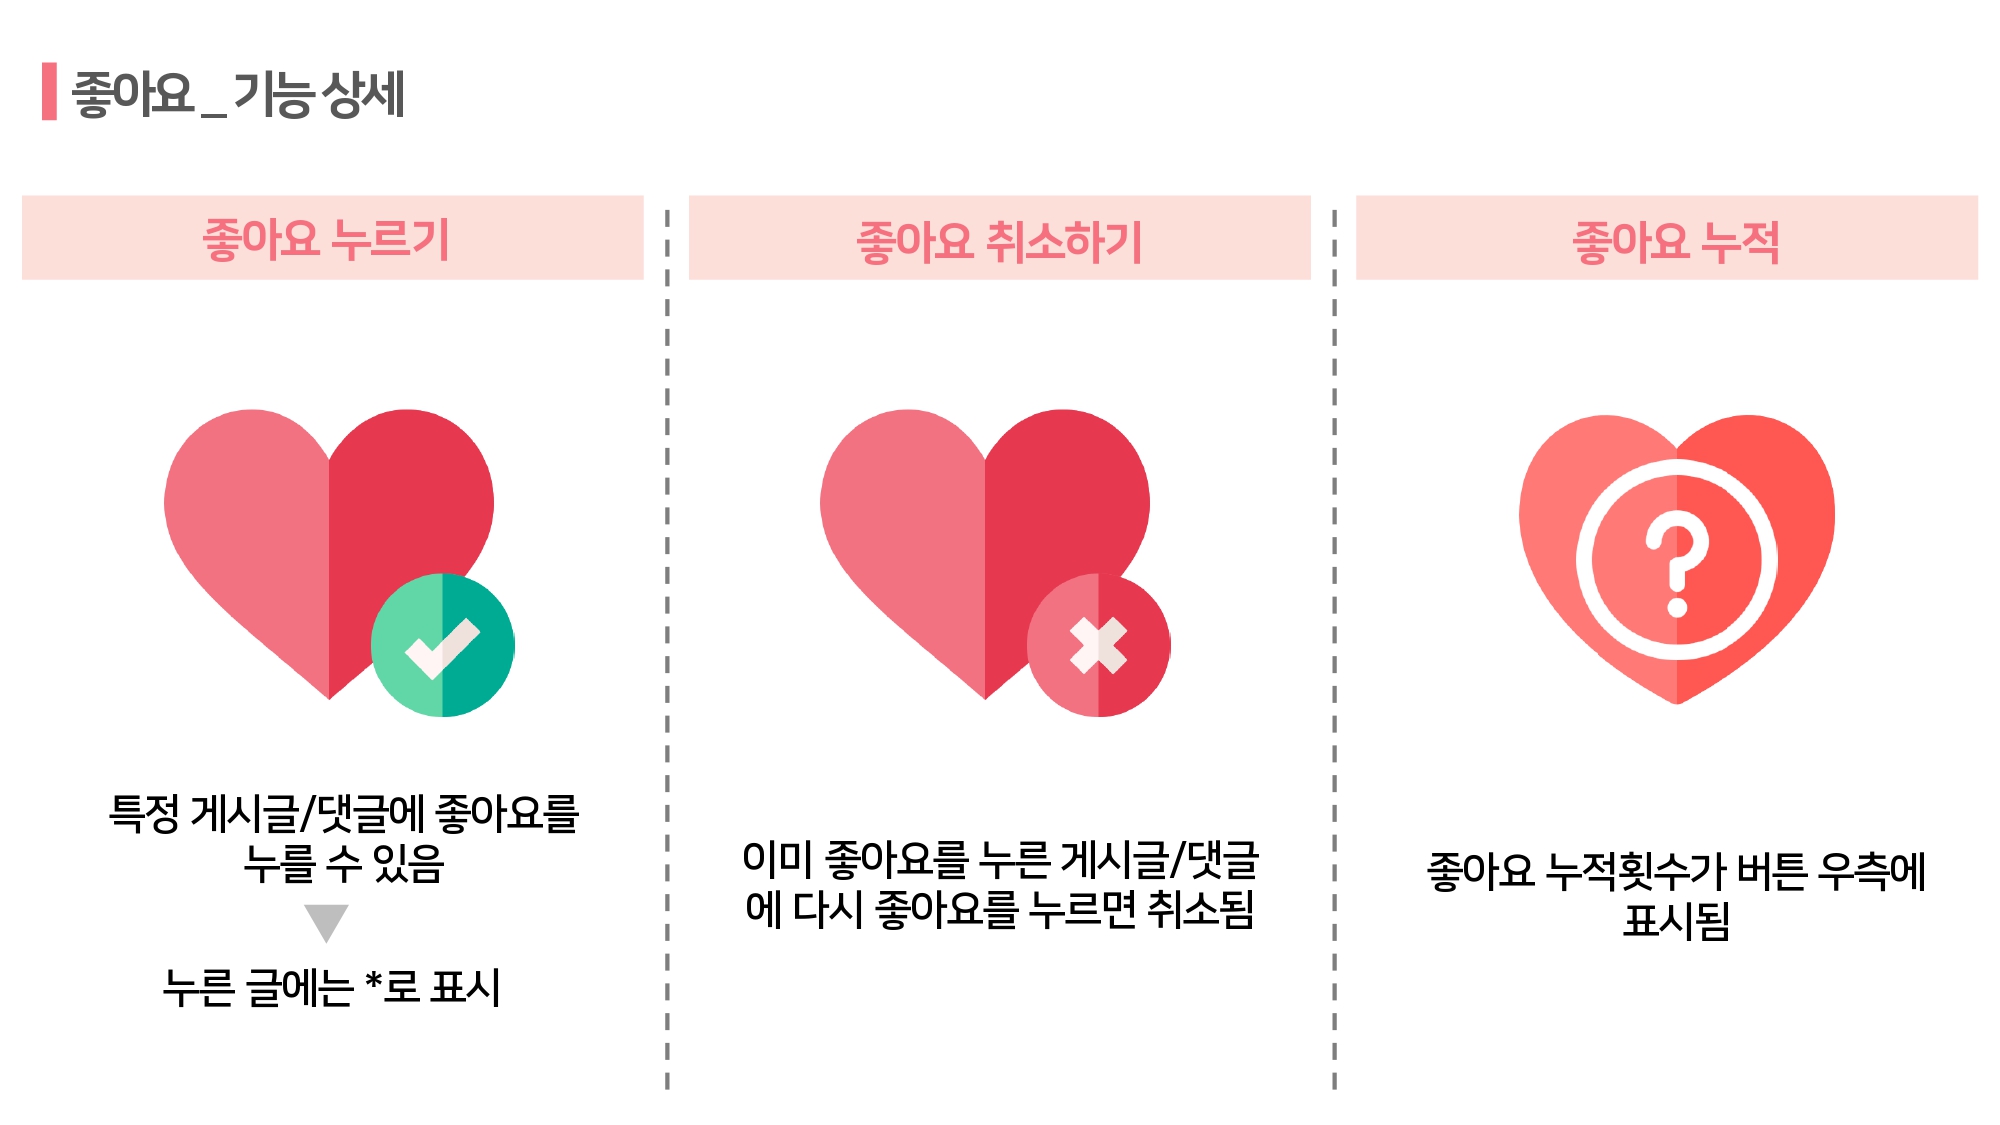 좋아요 _ 기능 상세
좋아요 누르기
특정 게시글/댓글에 좋아요를
누를 수 있음
누른 글에는 *로 표시
좋아요 취소하기
이미 좋아요를 누른 게시글/댓글
에 다시 좋아요를 누르면 취소됨
좋아요 누적
?
좋아요 누적횟수가 버튼 우측에
표시됨